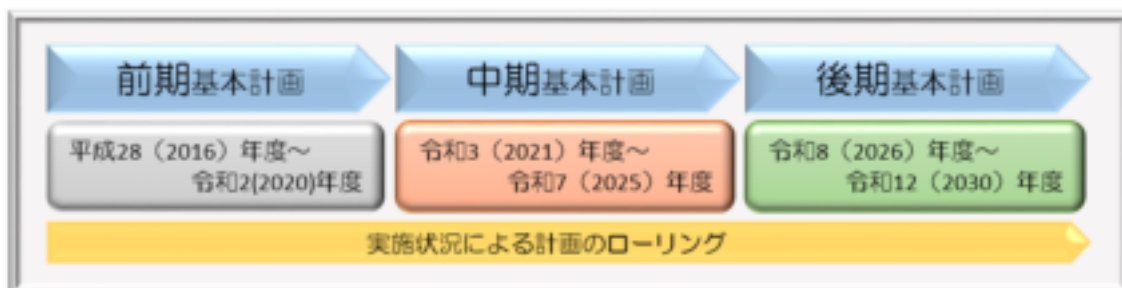 前期基本計画
中期基本計画
後期基本計画
平成28（2016）年度～
令和2(2020)年度
令和3（2021）年度～
令和7（2025）年度
令和8（2026）年度～
令和12（2030）年度
実施状況による計画のローリング